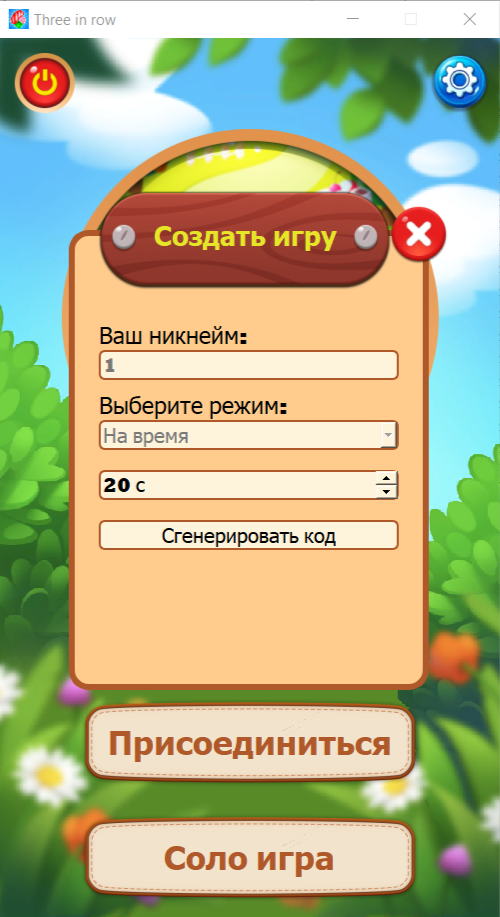 Three in row
Создать игру
Ваш никнейм:
1
Выберите режим:
На время
20 с
Сгенерировать код
Присоединиться
Соло игра